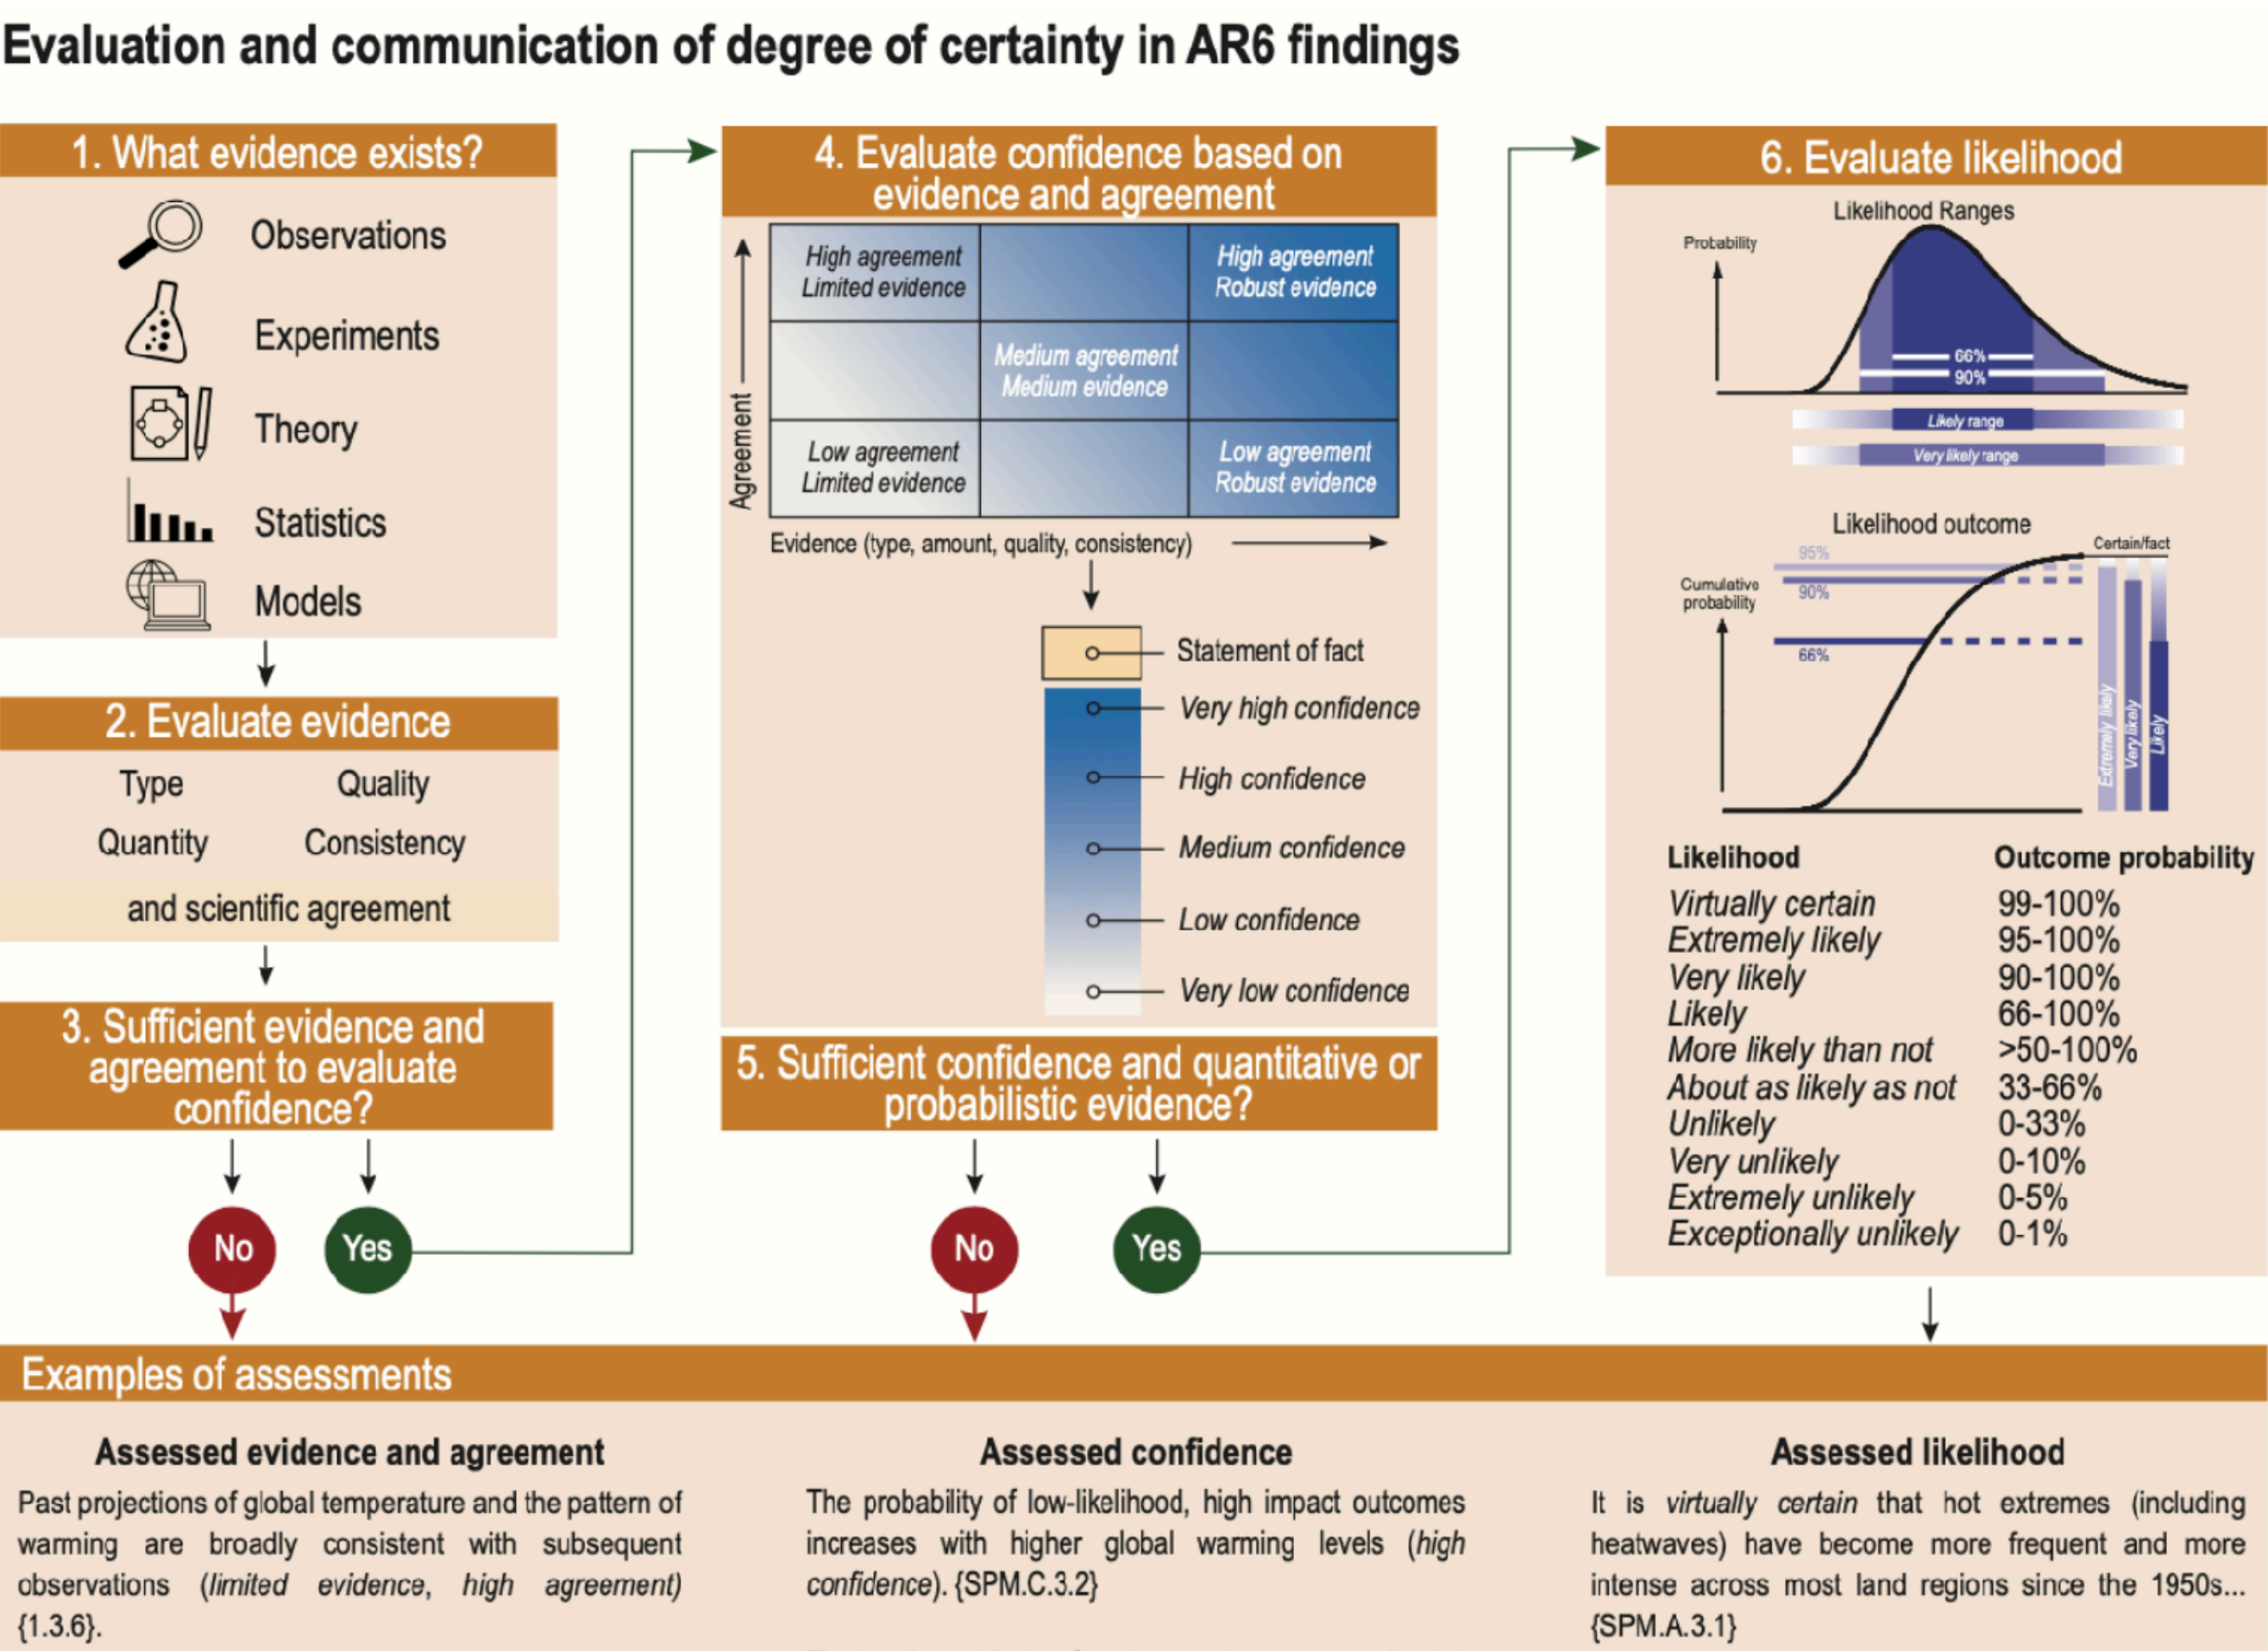 Evaluation and communication of degree of certainty in AR6 findings
1. What evidence exists?
Observations
Experiments
Theory
Statistics
Models
2. Evaluate evidence
Type
Quality
Quantity
Consistency
and scientific agreement
3. Sufficient evidence and
agreement to evaluate
confidence?
No
Yes
4. Evaluate confidence based on
evidence and agreement
Agreement
High agreement
Limited evidence
High agreement
Robust evidence
Medium agreement
Medium evidence
Low agreement
Limited evidence
Low agreement
Robust evidence
Evidence (type, amount, quality, consistency)
Statement of fact
Very high confidence
High confidence
Medium confidence
Low confidence
Very low confidence
5. Sufficient confidence and quantitative or
probabilistic evidence?
No
Yes
6. Evaluate likelihood
Likelihood Ranges
Probability
66%
90%
Likely range
Very likely range
Likelihood outcome
Certain/fact
95%
Cumulative
probability
90%
66%
Extremely likely
Very likely
Likely
Likelihood Outcome probability
Virtually certain 99-100%
Extremely likely 95-100%
Very likely 90-100%
Likely 66-100%
More likely than not >50-100%
About as likely as not 33-66%
Unlikely 0-33%
Very unlikely 0-10%
Extremely unlikely 0-5%
Exceptionally unlikely 0-1%
Examples of assessments
Assessed evidence and agreement
Past projections of global temperature and the pattern of
warming are broadly consistent with subsequent
observations (limited evidence, high agreement)
{1.3.6}.
Assessed confidence
The probability of low-likelihood, high impact outcomes
increases with higher global warming levels (high
confidence). {SPM.C.3.2}
Assessed likelihood
It is virtually certain that hot extremes (including
heatwaves) have become more frequent and more
intense across most land regions since the 1950s...
{SPM.A.3.1}